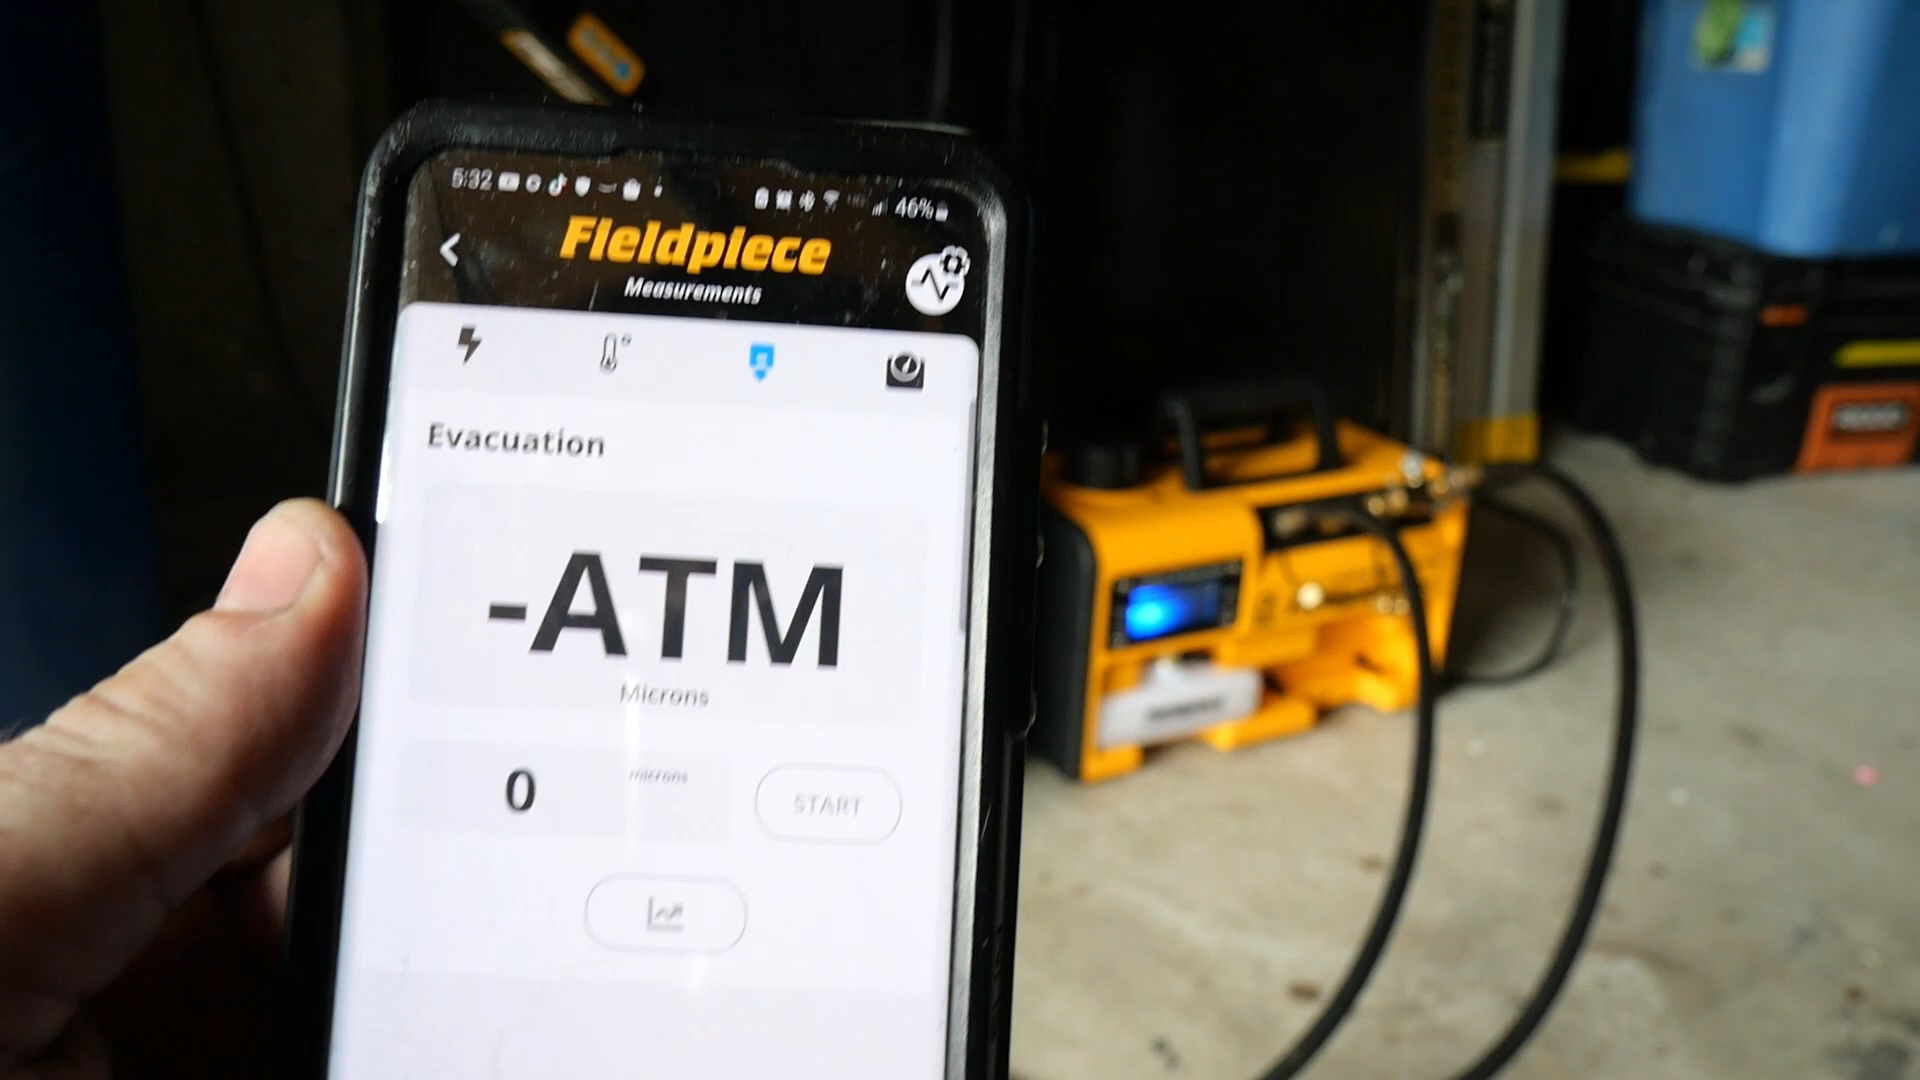 5:32
46%
Fieldpiece
Measurements
Evacuation
-ATM
Microns
0
microns
START